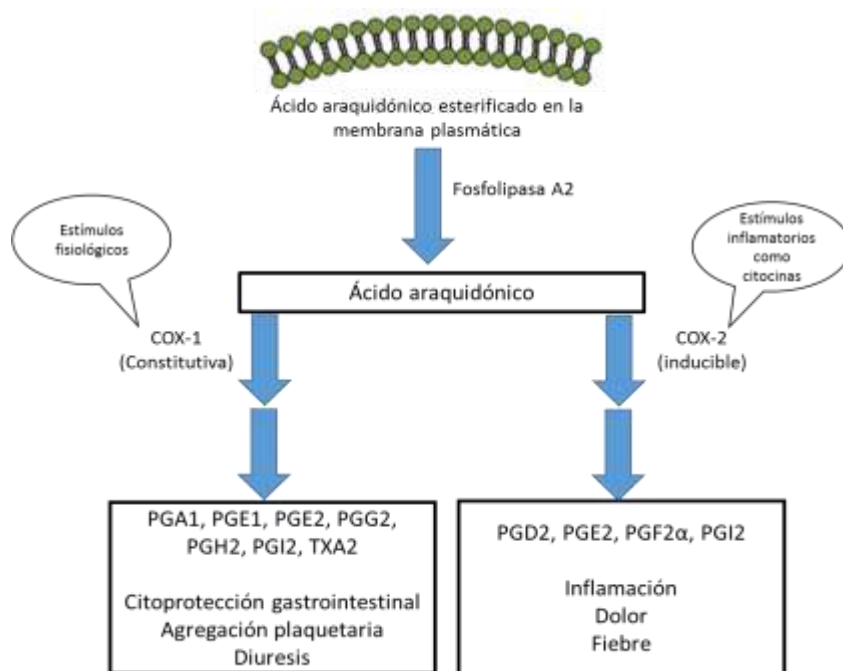 Ácido araquidónico esterificado en la
membrana plasmática
Fosfolipasa A2
Estímulos
fisiológicos
Estímulos
inflamatorios
como
citocinas
Ácido araquidónico
COX-1
(Constitutiva)
COX-2
(inducible)
PGA1, PGE1, PGE2, PGG2,
PGH2, PGI2, TXA2
Citoprotección gastrointestinal
Agregación plaquetaria
Diuresis
PGD2, PGE2, PGF2α, PGI2
Inflamación
Dolor
Fiebre